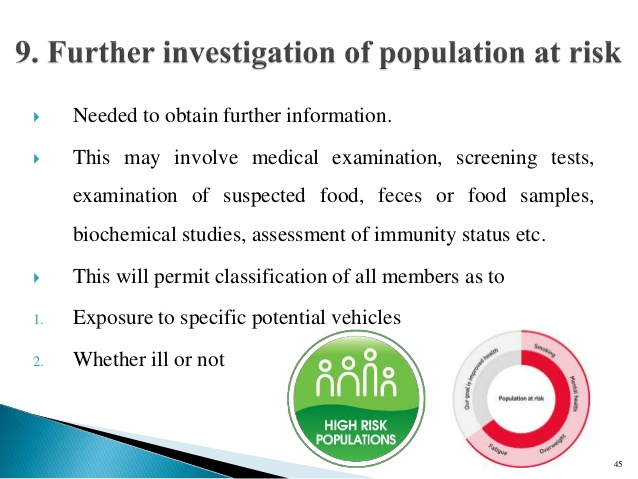 9. Further investigation of population at risk
Needed to obtain further information.
This may involve medical examination, screening tests,
examination of suspected food, feces or food samples,
biochemical studies, assessment of immunity status etc.
This will permit classification of all members as to
1. Exposure to specific potential vehicles
2. Whether ill or not
HIGH RISK
POPULATIONS
Our goal is improved health
Smoking
Mental health
Population at risk
Overweight
Fatigue
45